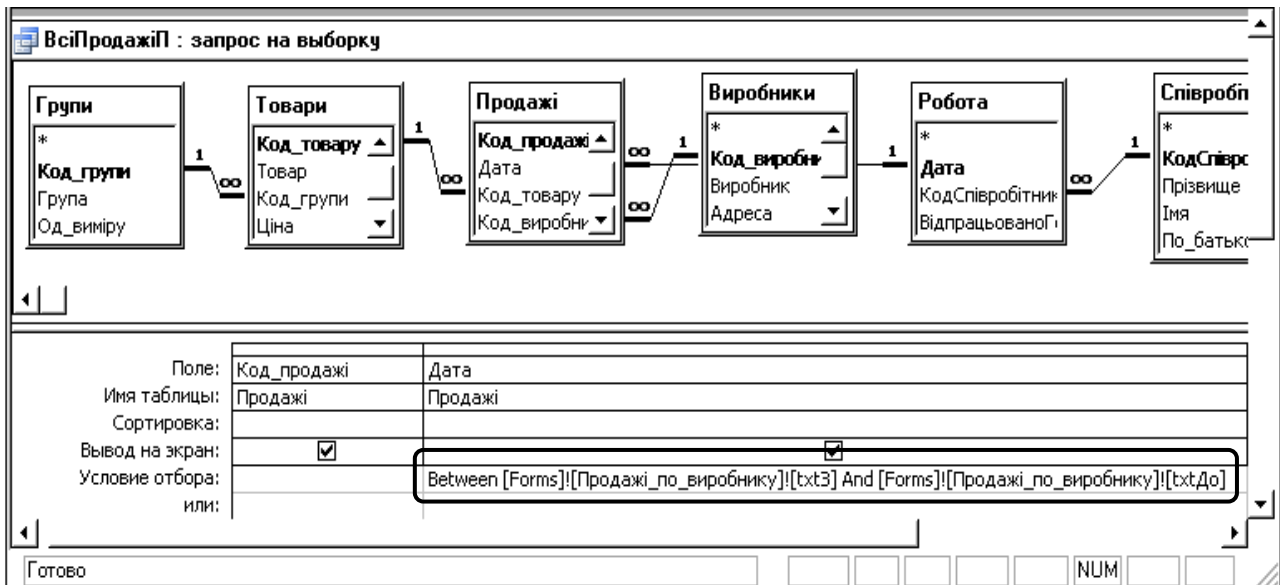 ВсіПродажіП : запрос на выборку
Групи
*
Код_групи
Група
Од_виміру
1
∞
Товари
Код_товару
Товар
Код_групи
Ціна
1
∞
Продажі
Код_продажі
Дата
Код_товару
Код_виробни
∞
∞
1
Виробники
*
Код_виробни
Виробник
Адреса
1
Робота
*
Дата
КодСпівробітник
ВідпрацьованоГ
∞
1
Співробіт
*
КодСпівро
Прізвище
Імя
По_батько
Поле: Код_продажі Дата
Имя таблицы: Продажі Продажі
Сортировка:
Вывод на экран:
Условие отбора: Between [Forms]![Продажі_по_виробнику]![txtЗ] And [Forms]![Продажі_по_виробнику]![txtДо]
или:
Готово NUM